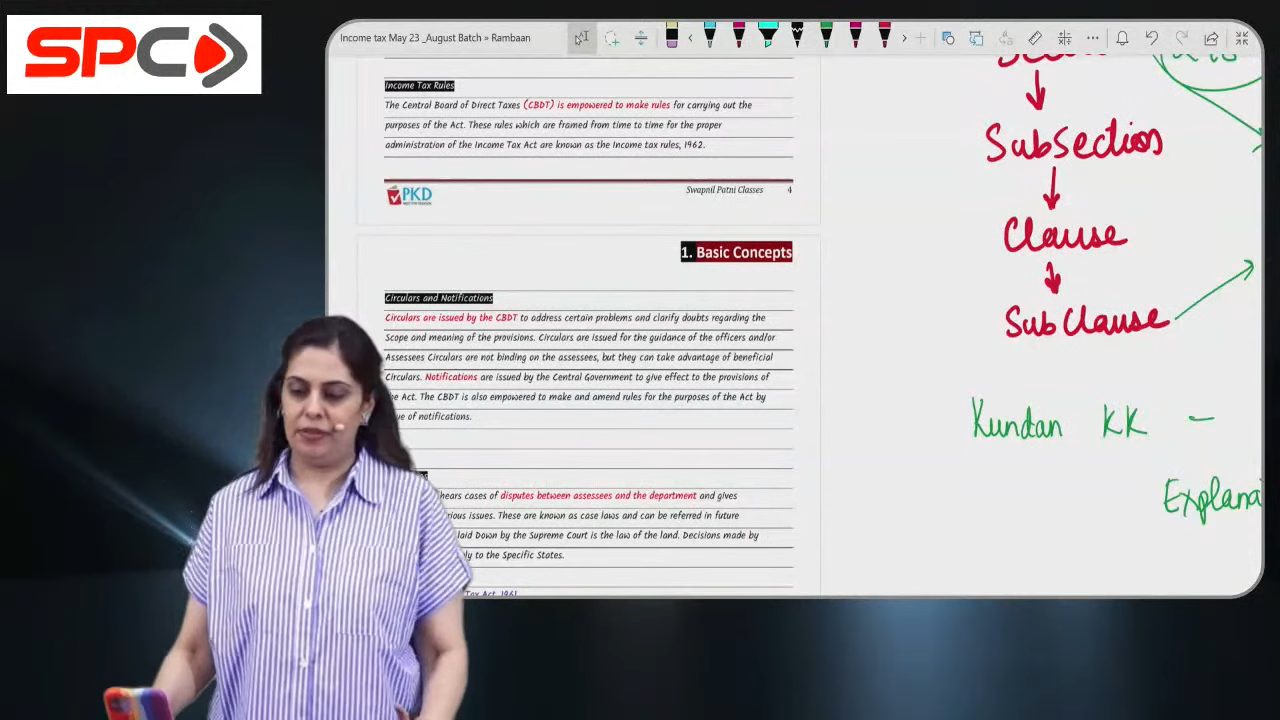 SPC
Income tax May 23 _August Batch » Rambaan
Income Tax Rules
The Central Board of Direct Taxes (CBDT) is empowered to make rules for carrying out the
purposes of the Act. These rules which are framed from time to time for the proper
administration of the Income Tax Act are known as the Income tax rules, 1962.
PKD
Swapnil Patni Classes 4
1. Basic Concepts
Circulars and Notifications
Circulars are issued by the CBDT to address certain problems and clarify doubts regarding the
Scope and meaning of the provisions. Circulars are issued for the guidance of the officers and/or
Assessees Circulars are not binding on the assessees, but they can take advantage of beneficial
Circulars. Notifications are issued by the Central Government to give effect to the provisions of
Act. The CBDT is also empowered to make and amend rules for the purposes of the Act by
of notifications.
hears cases of disputes between assessees and the department and gives
issues. These are known as case laws and can be referred in future
laid Down by the Supreme Court is the law of the land. Decisions made by
to the Specific States.
Tax Act, 1961
Subsection
Clause
SubClause
Kundan KK -
Explana